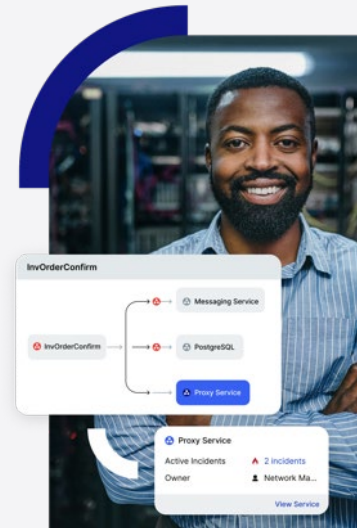 InvOrderConfirm
Messaging Service
InvOrderConfirm
PostgreSQL
Proxy Service
Proxy Service
Active Incidents 2 incidents
Owner Network Ma...
View Service